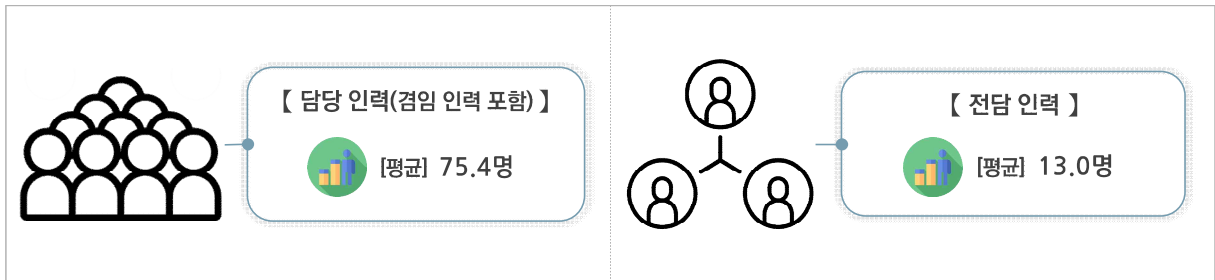 【 담당 인력(겸임 인력 포함) 】
[평균] 75.4명
【 전담 인력 】
[평균] 13.0명